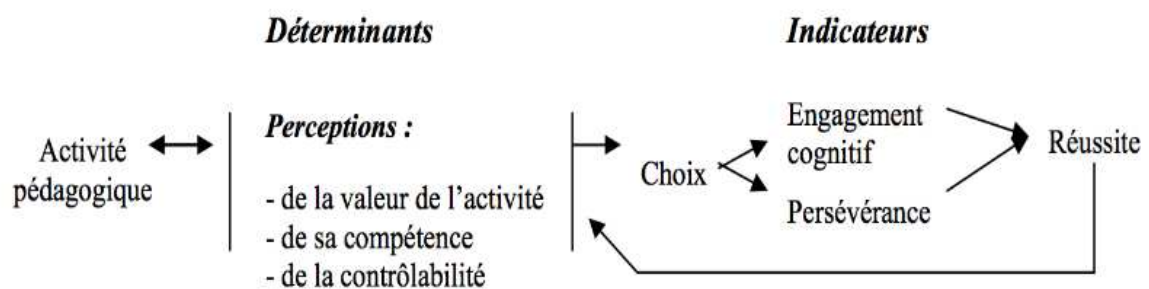 Déterminants
Indicateurs
Activité
pédagogique
Perceptions :
- de la valeur de l’activité
- de sa compétence
- de la contrôlabilité
Choix
Engagement
cognitif
Persévérance
Réussite